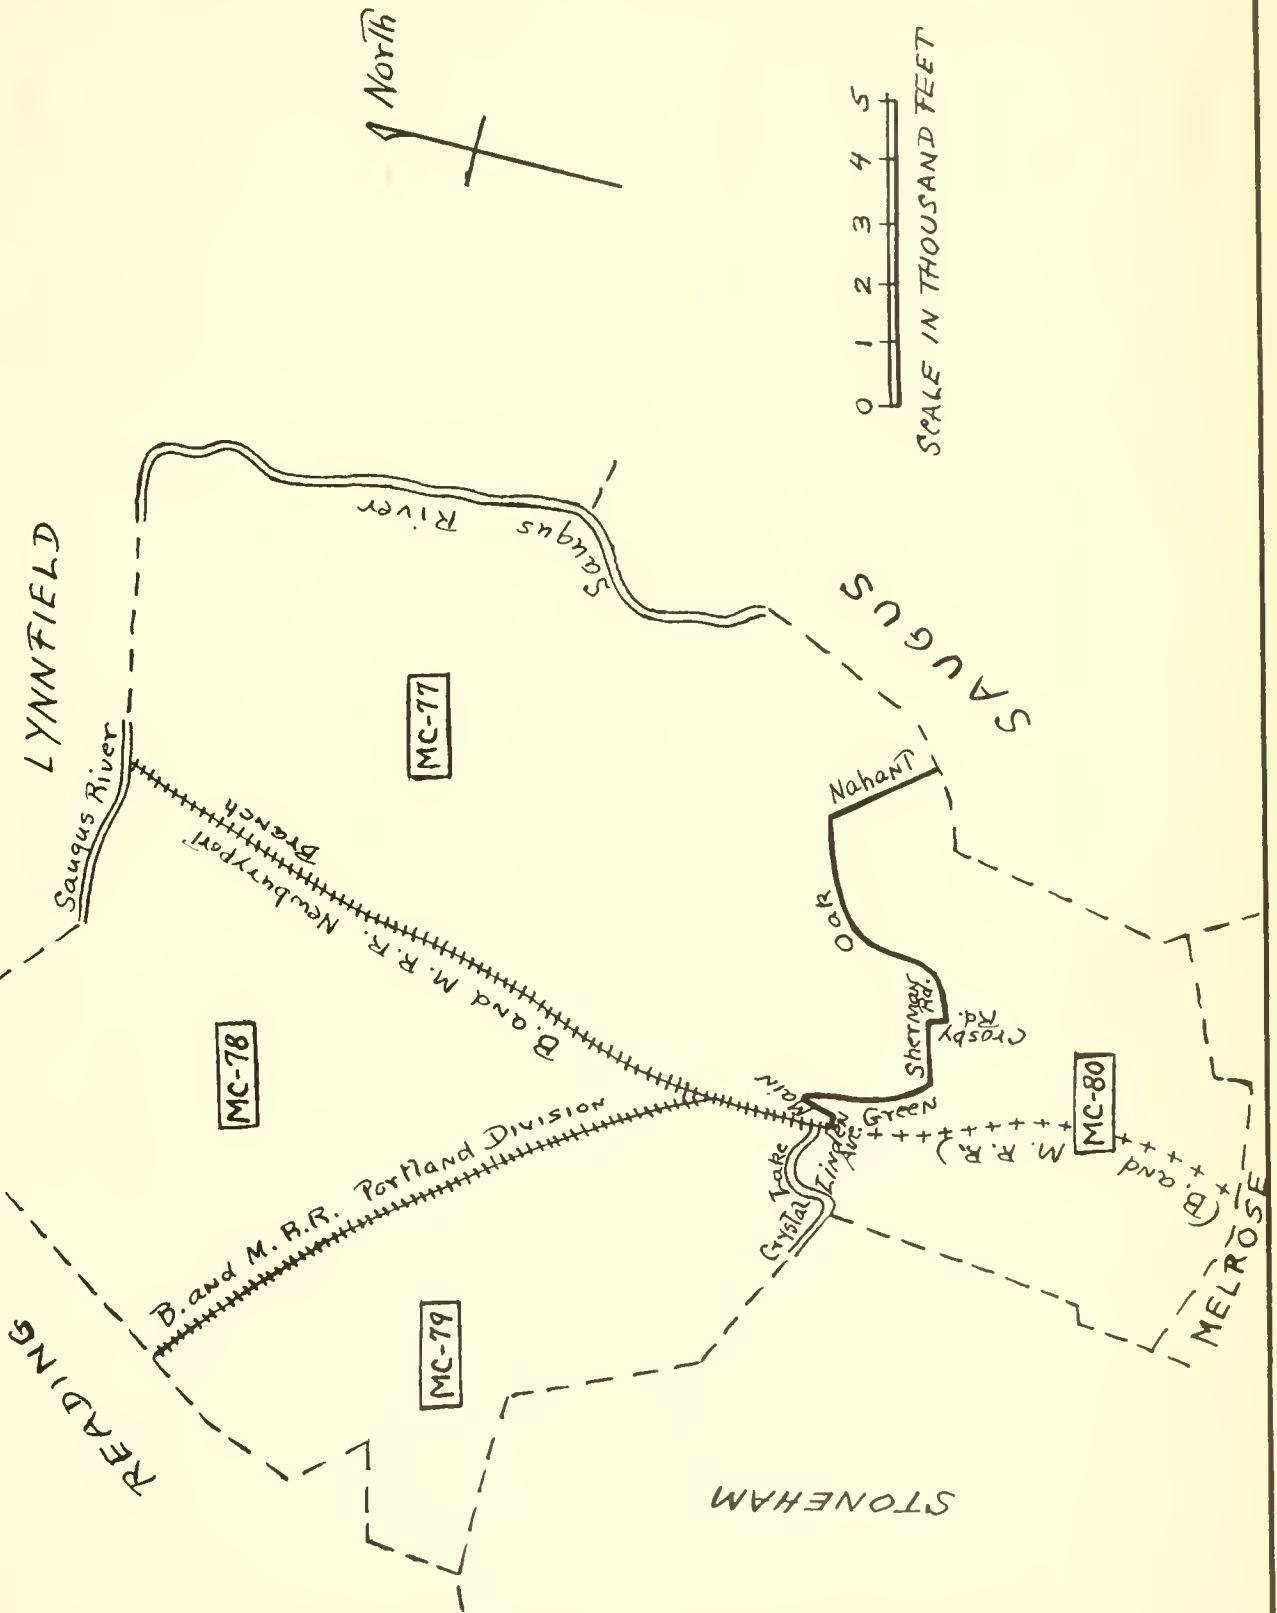 North
LYNNFIELD
Saugus River
Saugus River
MC-77
B. and M. R.R. Newburyport
Branch
MC-78
B. and M. R.R. Portland Division
READING
MC-79
STONEHAM
Crystal Lake
Linden
Ave.
Main
Green
Sherman
Rd.
Crosby
Rd.
Oak
Nahant
SAUGUS
MC-80
(B. and M. R.R.)
MELROSE
0 1 2 3 4 5
SCALE IN THOUSAND FEET